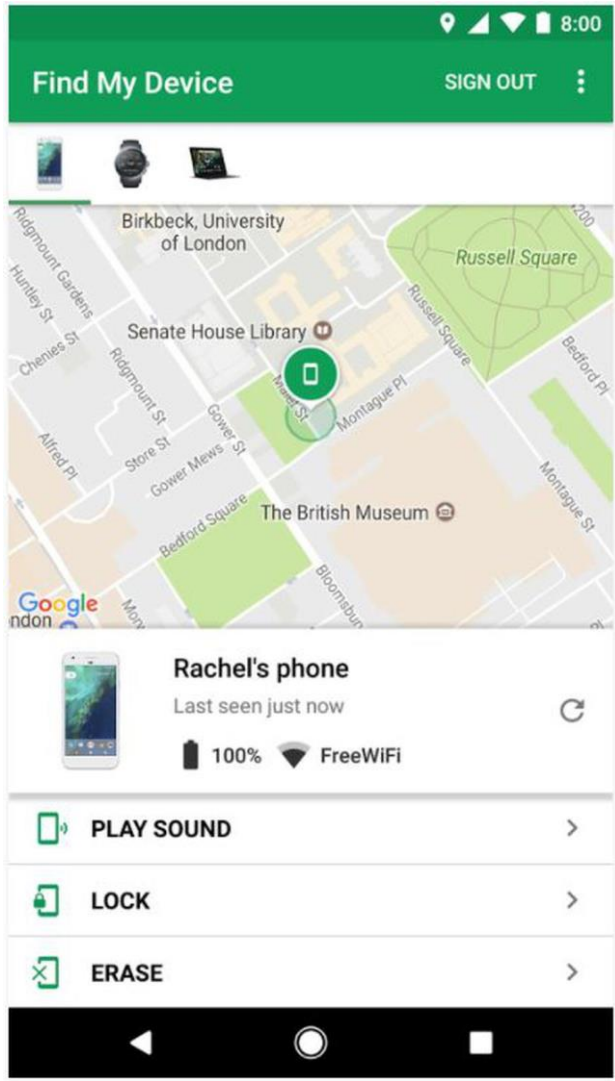 8:00
Find My Device
SIGN OUT
Birkbeck, University
of London
Russell Square
Ridgmount Gardens
Huntley St
Senate House Library
Russell Square
Chenies St
Ridgmount St
Bedford Pl
Malet St
Montague Pl
Gower St
Alfred Pl
Store St
Gower Mews
Montague St
The British Museum
Bedford Square
Google
ndon
Bloomsbur
Rachel's phone
Last seen just now
100%
FreeWiFi
PLAY SOUND
LOCK
ERASE